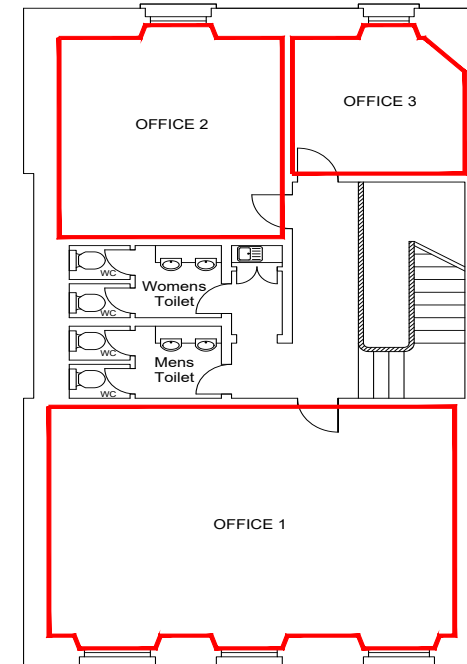 OFFICE 3
OFFICE 2
WC
Womens
Toilet
WC
WC
Mens
Toilet
WC
OFFICE 1